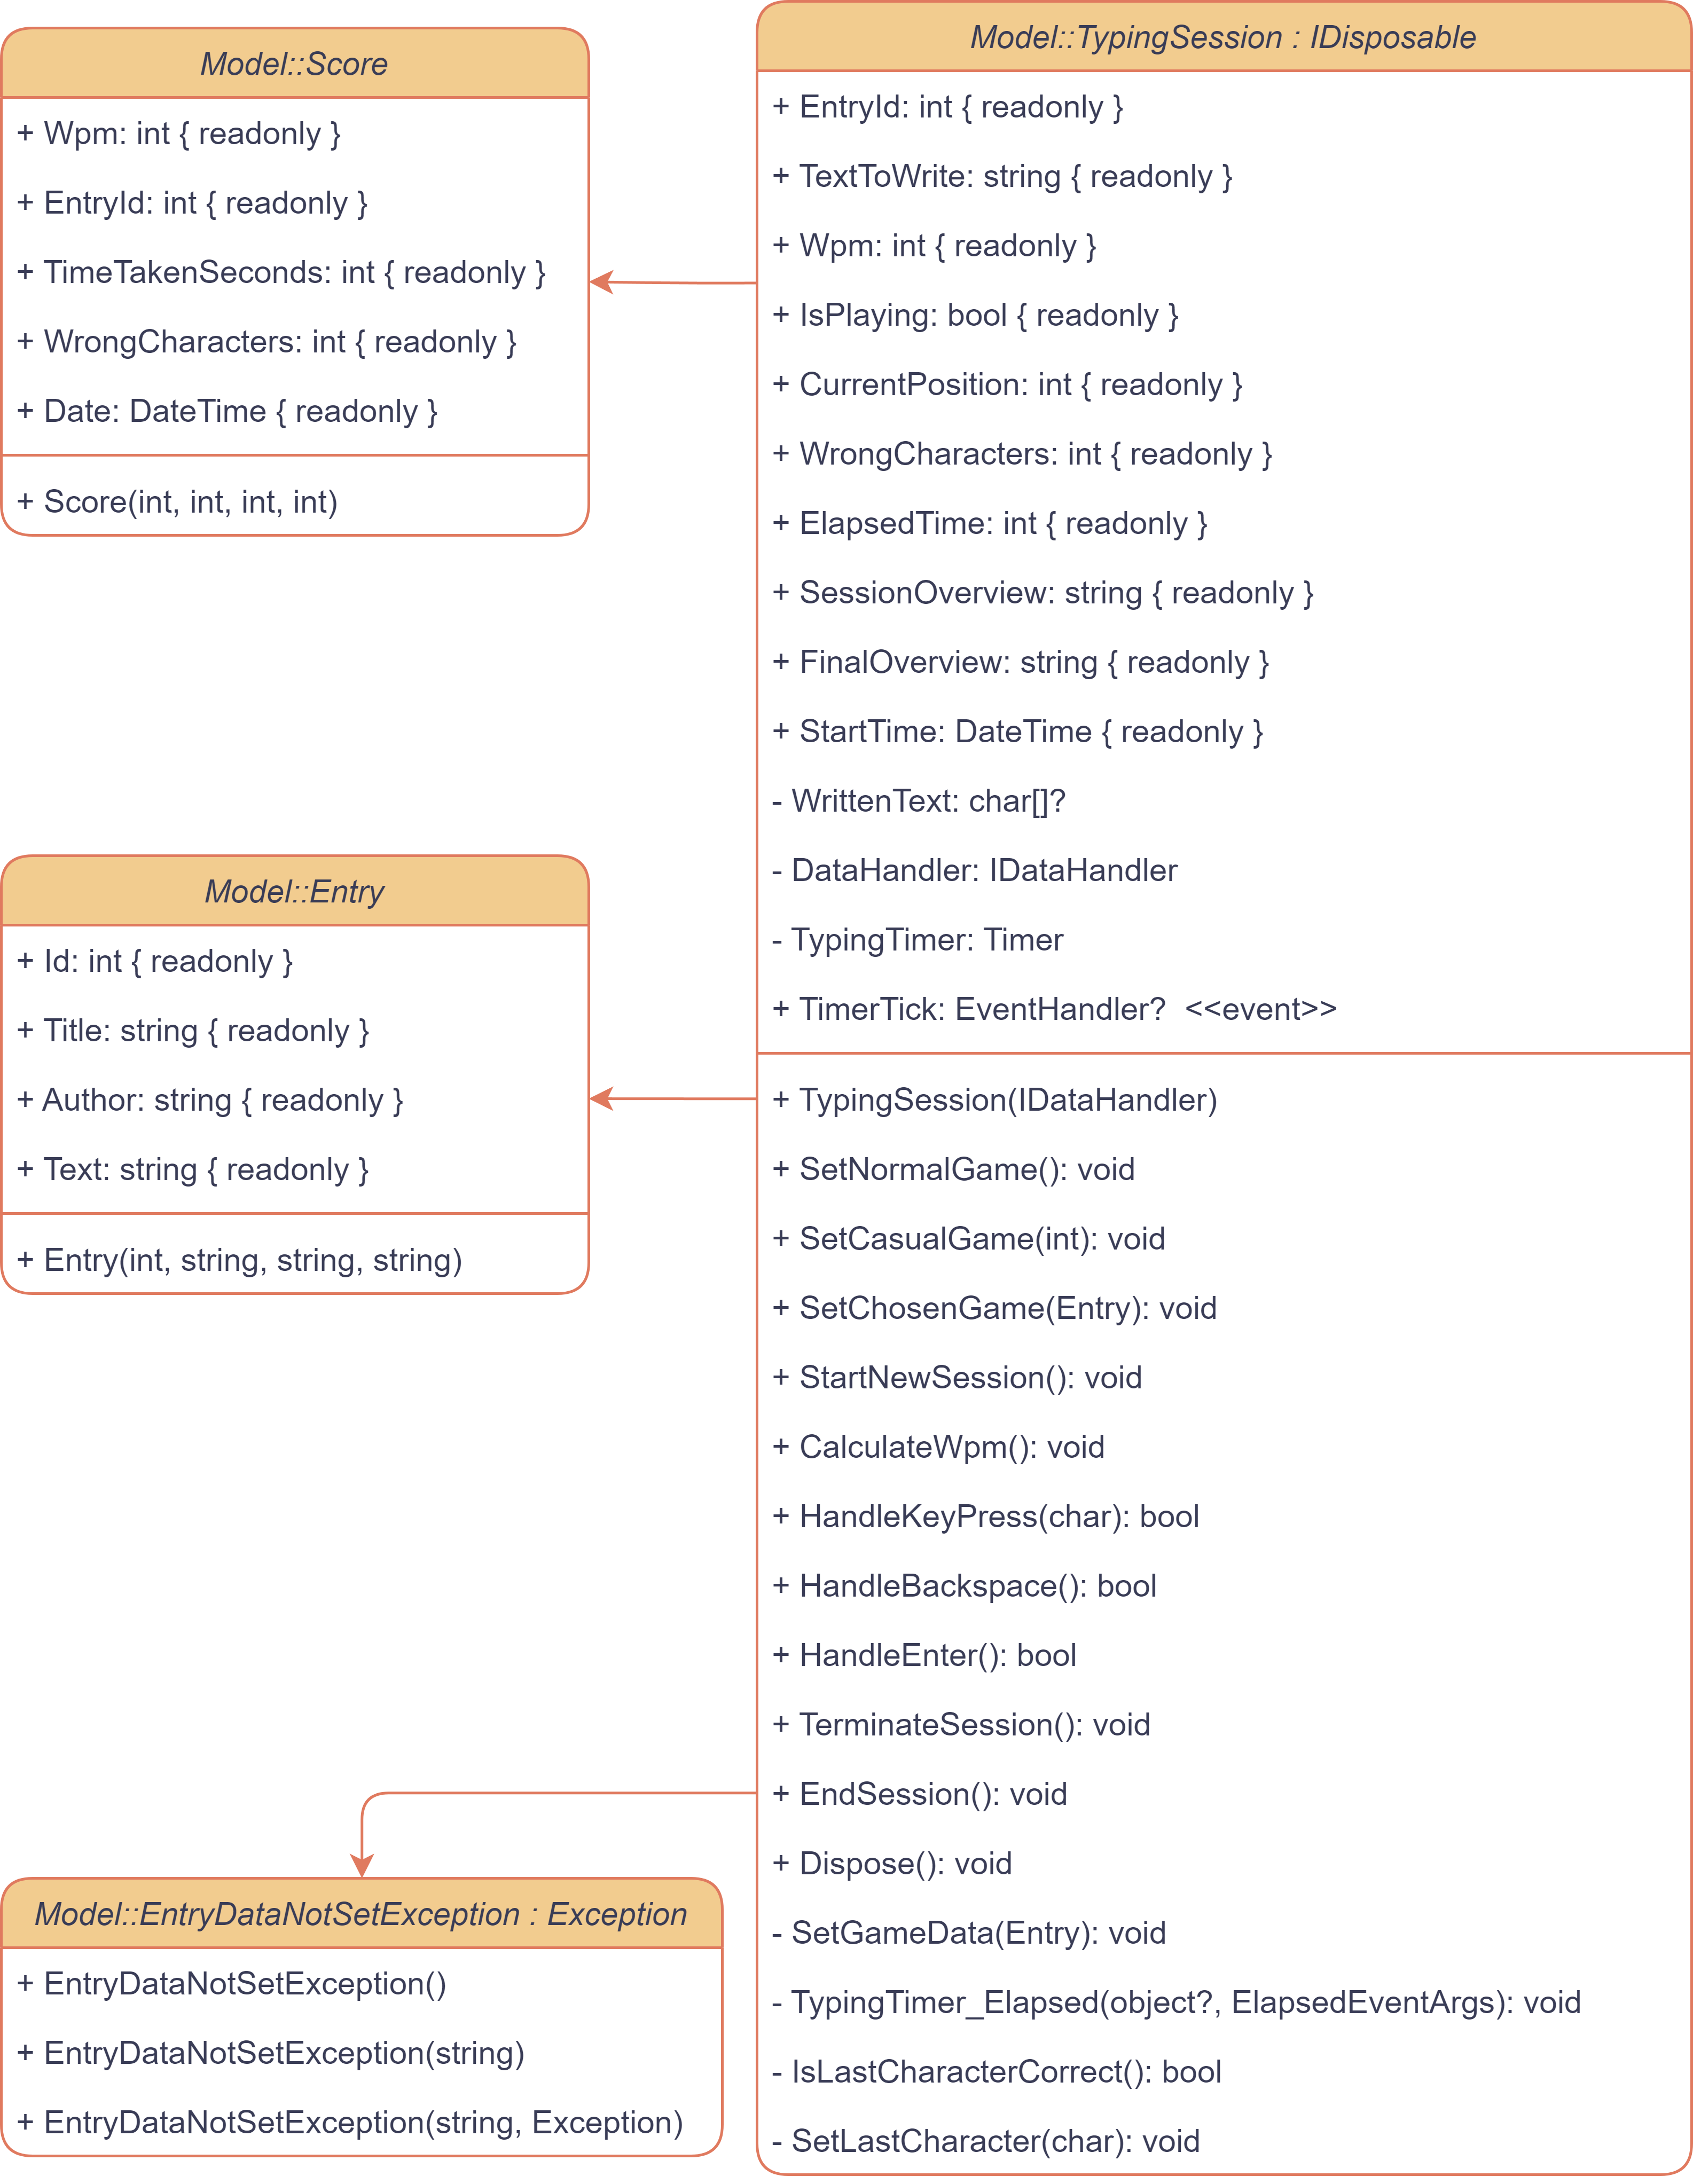 Model::Score
+ Wpm: int { readonly }
+ EntryId: int { readonly }
+ TimeTakenSeconds: int { readonly }
+ WrongCharacters: int { readonly }
+ Date: DateTime { readonly }
+ Score(int, int, int, int)
Model::Entry
+ Id: int { readonly }
+ Title: string { readonly }
+ Author: string { readonly }
+ Text: string { readonly }
+ Entry(int, string, string, string)
Model::EntryDataNotSetException : Exception
+ EntryDataNotSetException()
+ EntryDataNotSetException(string)
+ EntryDataNotSetException(string, Exception)
Model::TypingSession : IDisposable
+ EntryId: int { readonly }
+ TextToWrite: string { readonly }
+ Wpm: int { readonly }
+ IsPlaying: bool { readonly }
+ CurrentPosition: int { readonly }
+ WrongCharacters: int { readonly }
+ ElapsedTime: int { readonly }
+ SessionOverview: string { readonly }
+ FinalOverview: string { readonly }
+ StartTime: DateTime { readonly }
- WrittenText: char[]?
- DataHandler: IDataHandler
- TypingTimer: Timer
+ TimerTick: EventHandler? <<event>>
+ TypingSession(IDataHandler)
+ SetNormalGame(): void
+ SetCasualGame(int): void
+ SetChosenGame(Entry): void
+ StartNewSession(): void
+ CalculateWpm(): void
+ HandleKeyPress(char): bool
+ HandleBackspace(): bool
+ HandleEnter(): bool
+ TerminateSession(): void
+ EndSession(): void
+ Dispose(): void
- SetGameData(Entry): void
- TypingTimer_Elapsed(object?, ElapsedEventArgs): void
- IsLastCharacterCorrect(): bool
- SetLastCharacter(char): void